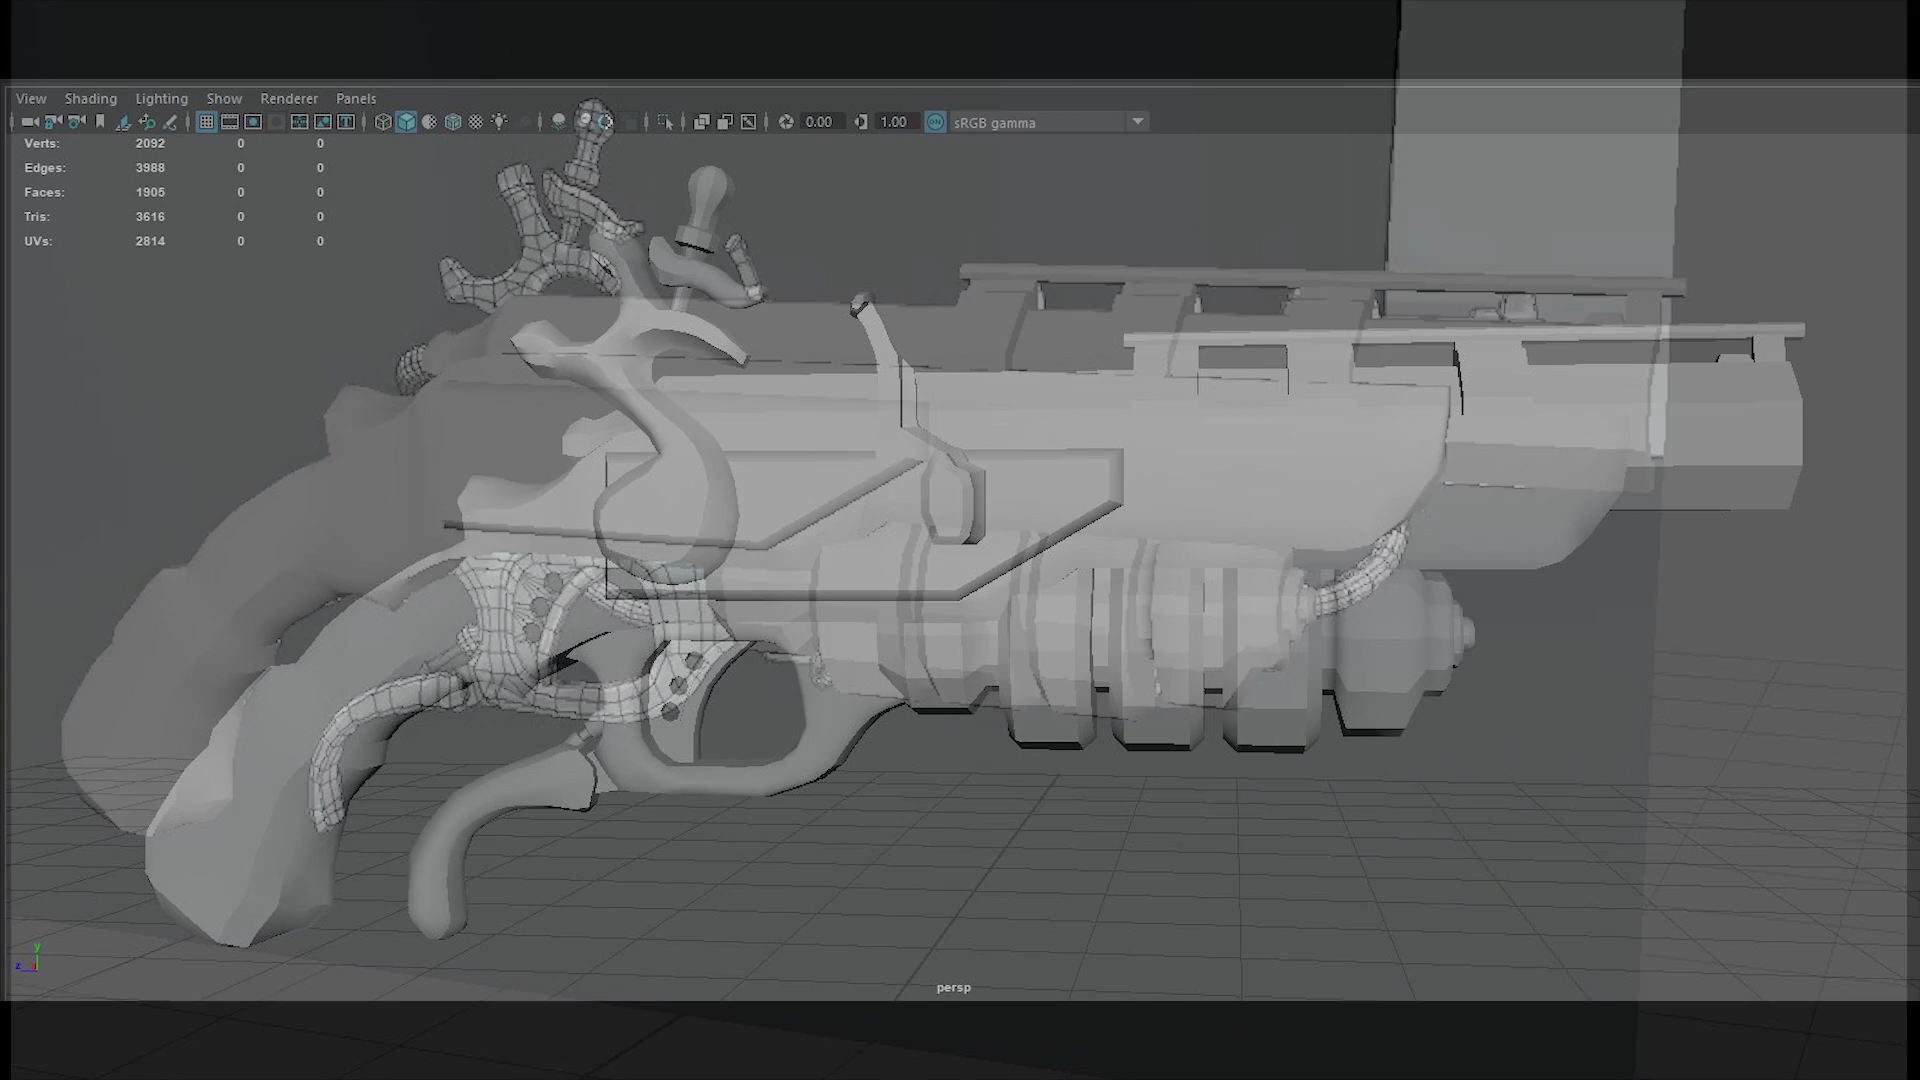 View Shading Lighting Show Renderer Panels
0.00 1.00 ON sRGB gamma
Verts: 2092 0 0
Edges: 3988 0 0
Faces: 1905 0 0
Tris: 3616 0 0
UVs: 2814 0 0
y
z
persp